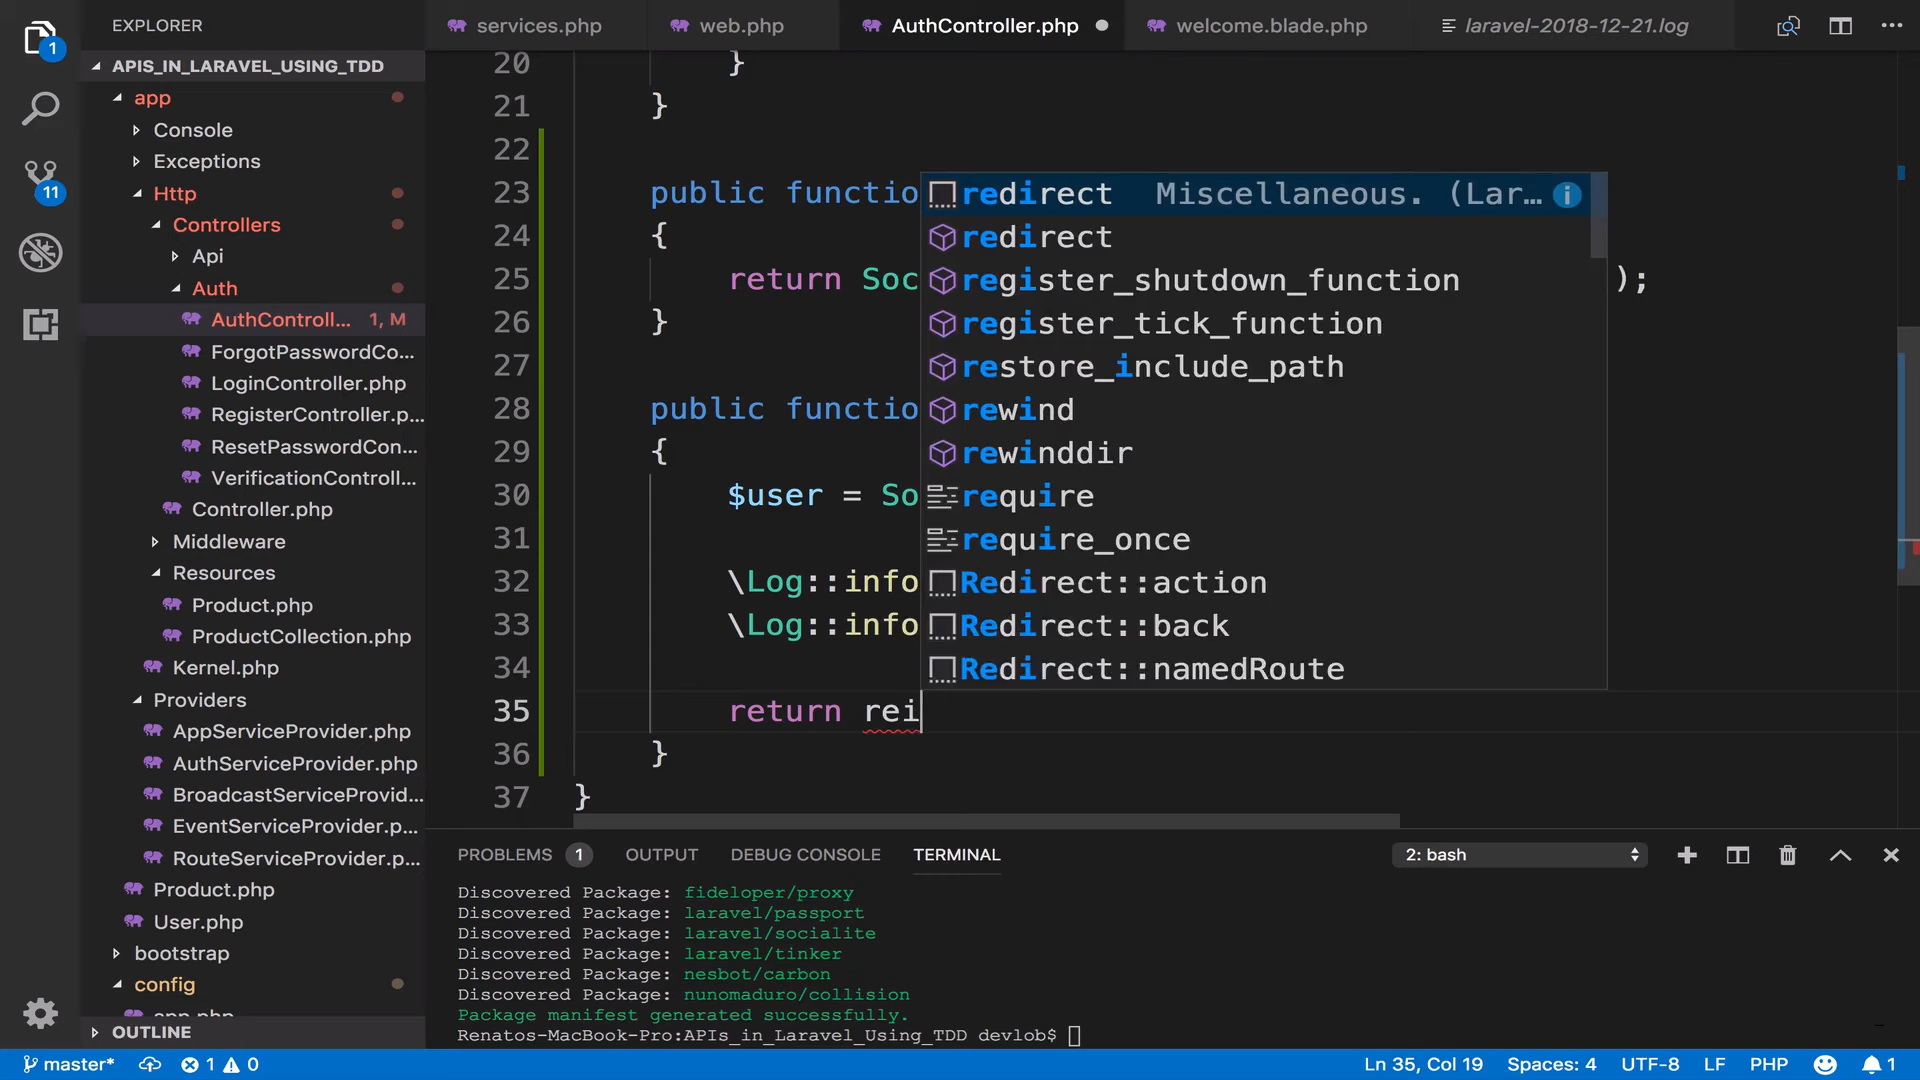 EXPLORER
services.php
web.php
AuthController.php
welcome.blade.php
laravel-2018-12-21.log
1
11
APIS_IN_LARAVEL_USING_TDD
app
Console
Exceptions
Http
Controllers
Api
Auth
AuthControll... 1, M
ForgotPasswordCo...
LoginController.php
RegisterController.p...
ResetPasswordCon...
VerificationControll...
Controller.php
Middleware
Resources
Product.php
ProductCollection.php
Kernel.php
Providers
AppServiceProvider.php
AuthServiceProvider.php
BroadcastServiceProvid...
EventServiceProvider.p...
RouteServiceProvider.p...
Product.php
User.php
bootstrap
config
app.php
OUTLINE
20 }
21 }
22
23 public functio
24 {
25 return Soc );
26 }
27
28 public functio
29 {
30 $user = So
31
32 \Log::info
33 \Log::info
34
35 return rei
36 }
37 }
redirect Miscellaneous. (Lar...
redirect
register_shutdown_function
register_tick_function
restore_include_path
rewind
rewinddir
require
require_once
Redirect::action
Redirect::back
Redirect::namedRoute
PROBLEMS 1 OUTPUT DEBUG CONSOLE TERMINAL 2: bash
Discovered Package: fideloper/proxy
Discovered Package: laravel/passport
Discovered Package: laravel/socialite
Discovered Package: laravel/tinker
Discovered Package: nesbot/carbon
Discovered Package: nunomaduro/collision
Package manifest generated successfully.
Renatos-MacBook-Pro:APIs_in_Laravel_Using_TDD devlob$
master* 1 0 Ln 35, Col 19 Spaces: 4 UTF-8 LF PHP 1